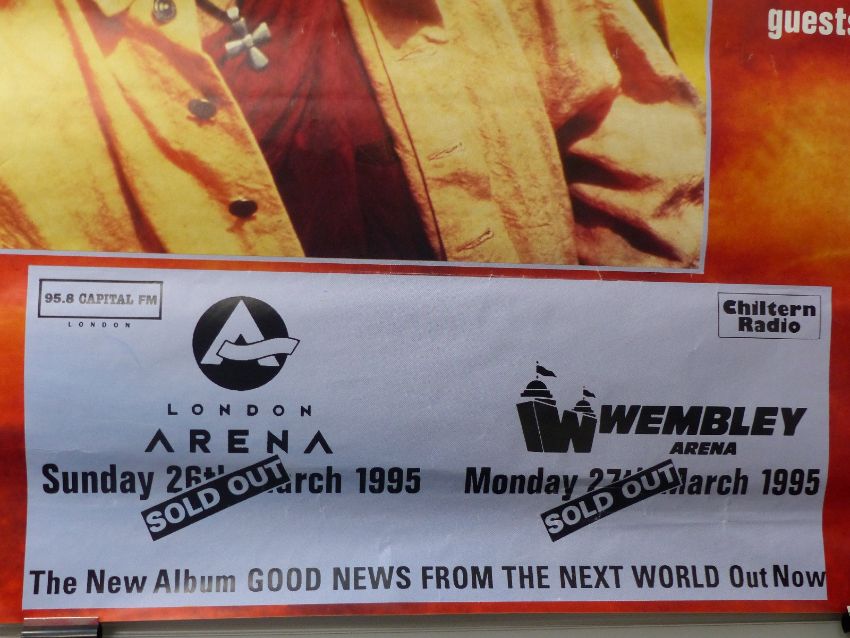 guests
95.8 CAPITAL FM
LONDON
Chiltern
Radio
LONDON
ARENA
Sunday 26th March 1995
SOLD OUT
WEMBLEY
ARENA
Monday 27th March 1995
SOLD OUT
The New Album GOOD NEWS FROM THE NEXT WORLD Out Now